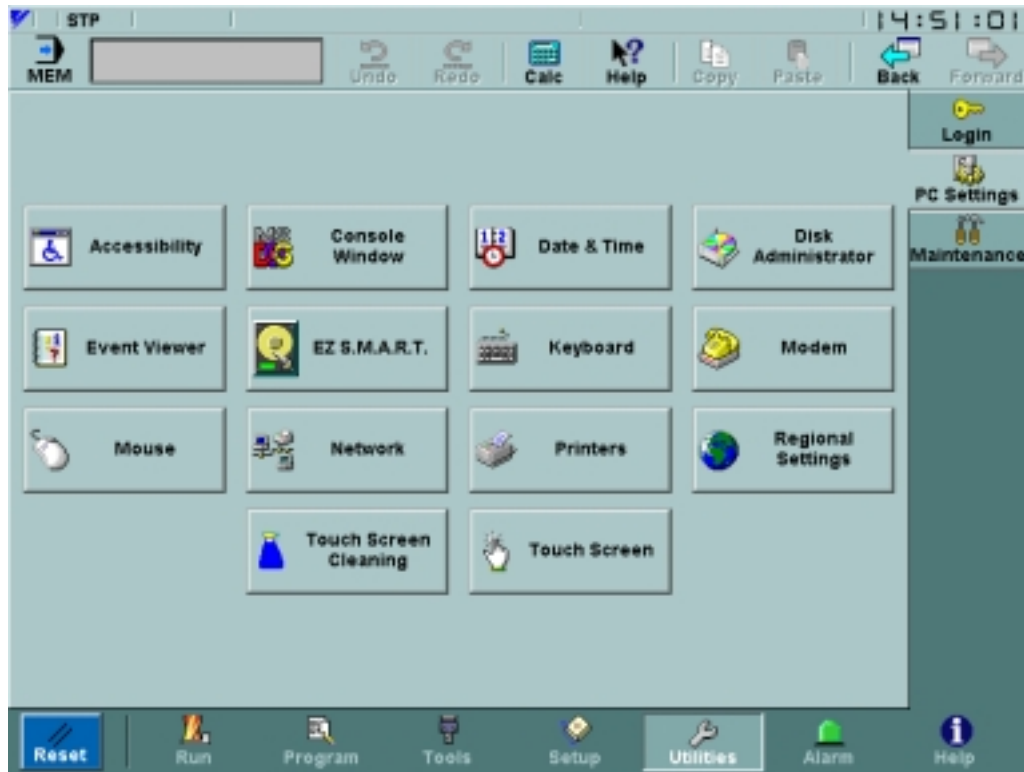 STP
14:51:01
MEM
Undo
Redo
Calc
Help
Copy
Paste
Back
Forward
Login
PC Settings
Maintenance
Accessibility
Console
Window
Date & Time
Disk
Administrator
Event Viewer
EZ S.M.A.R.T.
Keyboard
Modem
Mouse
Network
Printers
Regional
Settings
Touch Screen
Cleaning
Touch Screen
Reset
Run
Program
Tools
Setup
Utilities
Alarm
Help